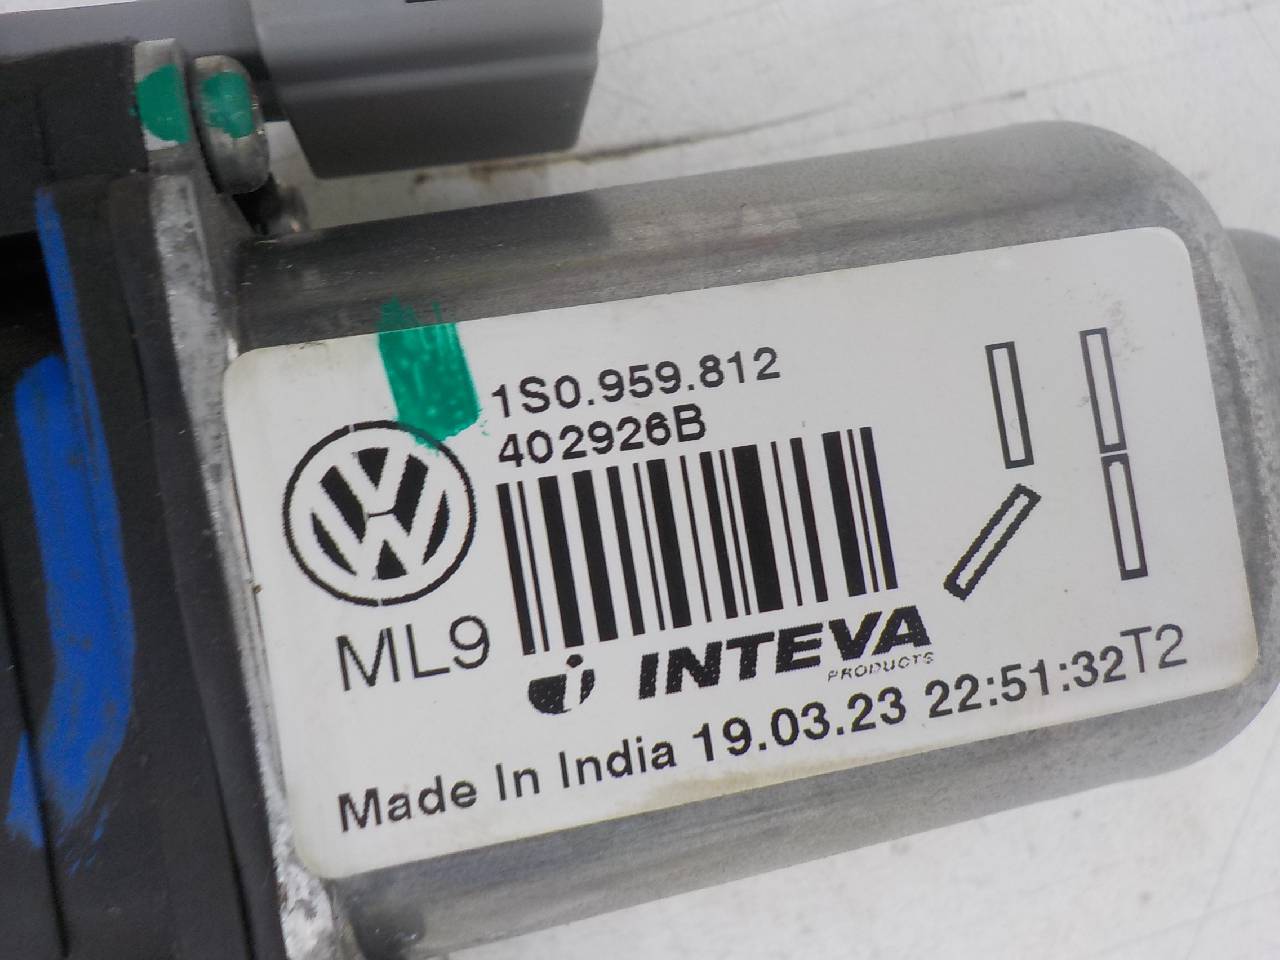 1S0.959.812
402926B
ML9
INTEVA
PRODUCTS
Made In India 19.03.23 22:51:32T2